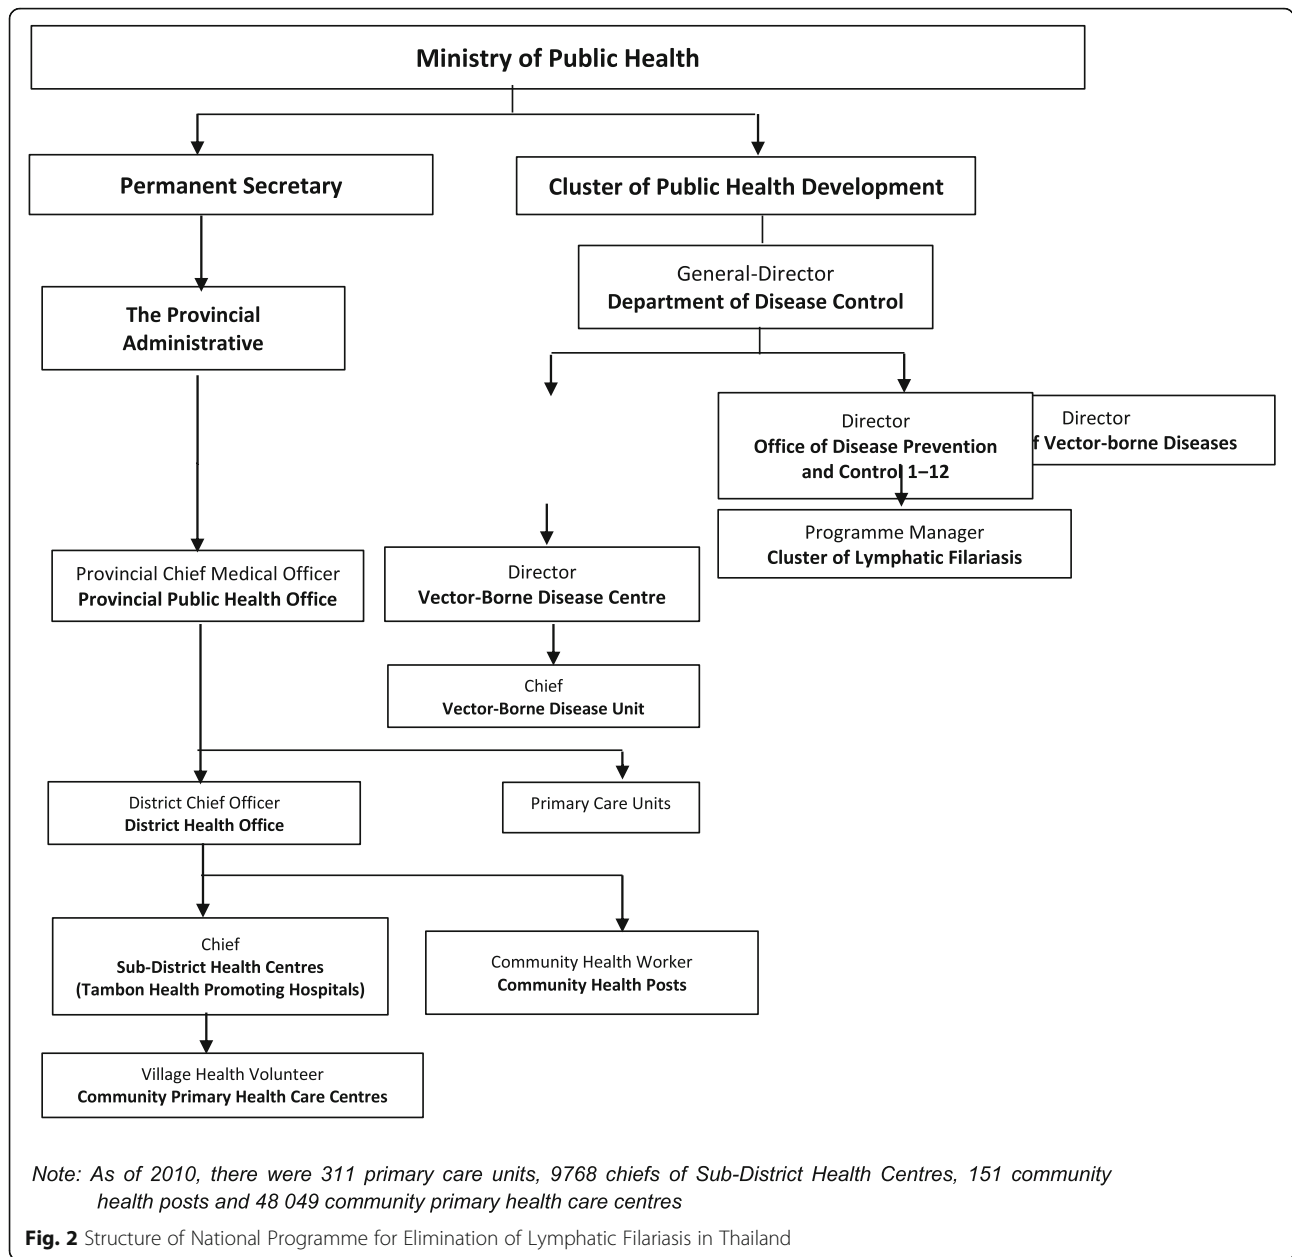 Ministry of Public Health
Permanent Secretary
Cluster of Public Health Development
General-Director
Department of Disease Control
The Provincial
Administrative
Director
Office of Disease Prevention
and Control 1–12
Director
f Vector-borne Diseases
Programme Manager
Cluster of Lymphatic Filariasis
Provincial Chief Medical Officer
Provincial Public Health Office
Director
Vector-Borne Disease Centre
Chief
Vector-Borne Disease Unit
District Chief Officer
District Health Office
Primary Care Units
Chief
Sub-District Health Centres
(Tambon Health Promoting Hospitals)
Community Health Worker
Community Health Posts
Village Health Volunteer
Community Primary Health Care Centres
Note: As of 2010, there were 311 primary care units, 9768 chiefs of Sub-District Health Centres, 151 community
health posts and 48 049 community primary health care centres
Fig. 2 Structure of National Programme for Elimination of Lymphatic Filariasis in Thailand